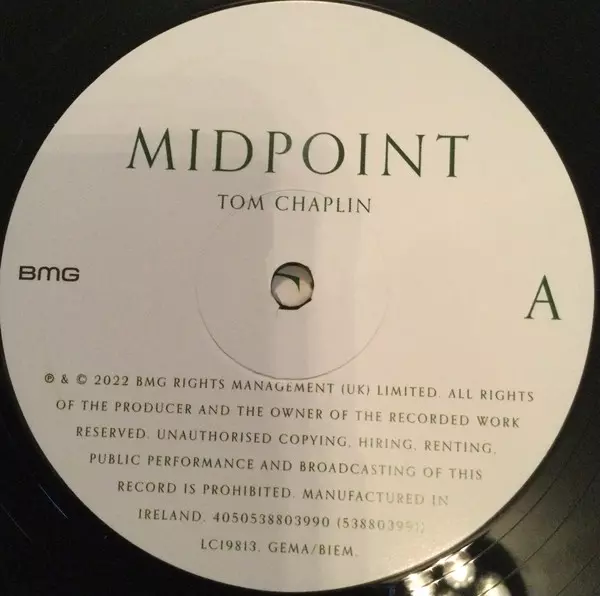 MIDPOINT
TOM CHAPLIN
BMG
A
℗ & © 2022 BMG RIGHTS MANAGEMENT (UK) LIMITED. ALL RIGHTS
OF THE PRODUCER AND THE OWNER OF THE RECORDED WORK
RESERVED. UNAUTHORISED COPYING, HIRING, RENTING,
PUBLIC PERFORMANCE AND BROADCASTING OF THIS
RECORD IS PROHIBITED. MANUFACTURED IN
IRELAND. 4050538803990
LC19813. GEMA/BIEM.